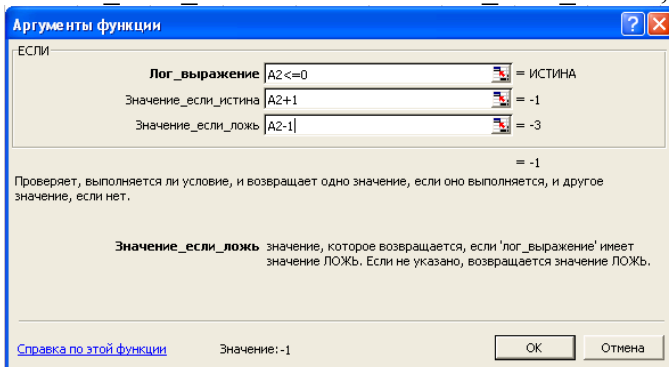 Аргументы функции
ЕСЛИ
Лог_выражение A2<=0 = ИСТИНА
Значение_если_истина A2+1 = -1
Значение_если_ложь A2-1 = -3
= -1
Проверяет, выполняется ли условие, и возвращает одно значение, если оно выполняется, и другое
значение, если нет.
Значение_если_ложь значение, которое возвращается, если 'лог_выражение' имеет
значение ЛОЖЬ. Если не указано, возвращается значение ЛОЖЬ.
Справка по этой функции Значение:-1 ОК Отмена